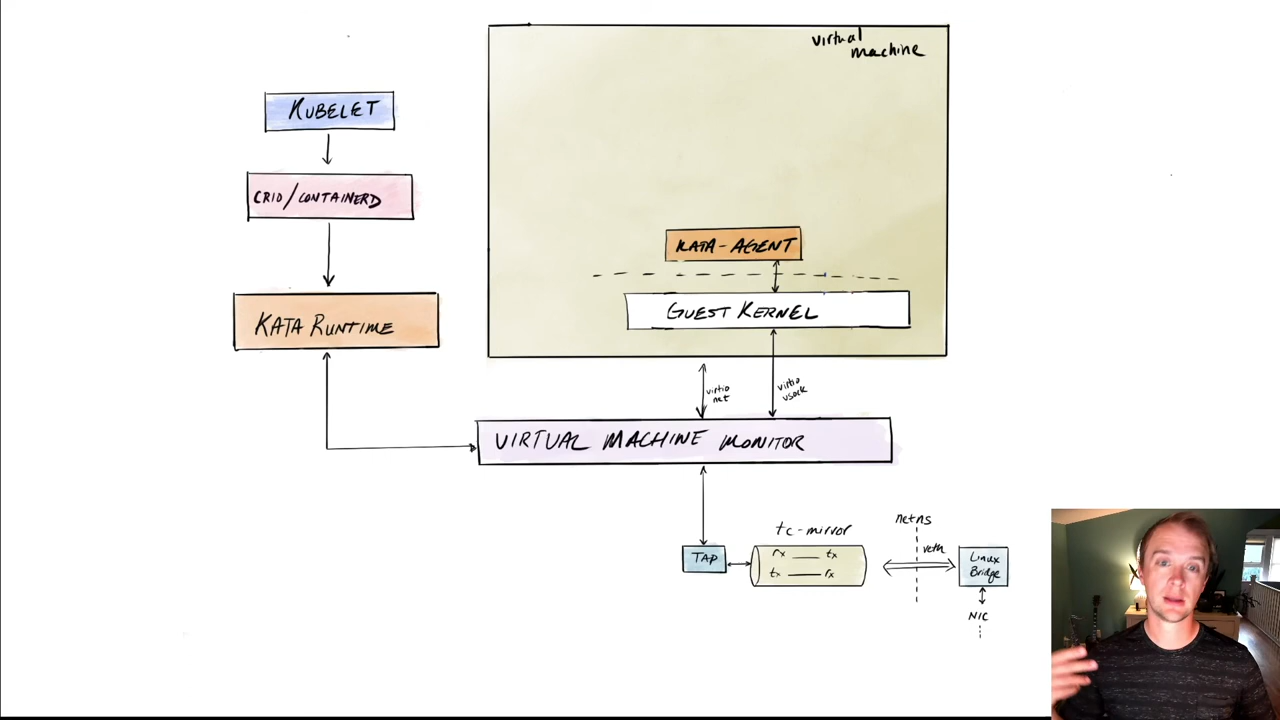 virtual
machine
KUBELET
CRIO/CONTAINERD
KATA-AGENT
GUEST KERNEL
KATA RUNTIME
virtio
net
virtio
vsock
VIRTUAL MACHINE MONITOR
tc-mirror
netns
veth
TAP
rx tx
tx rx
Linux
Bridge
NIC